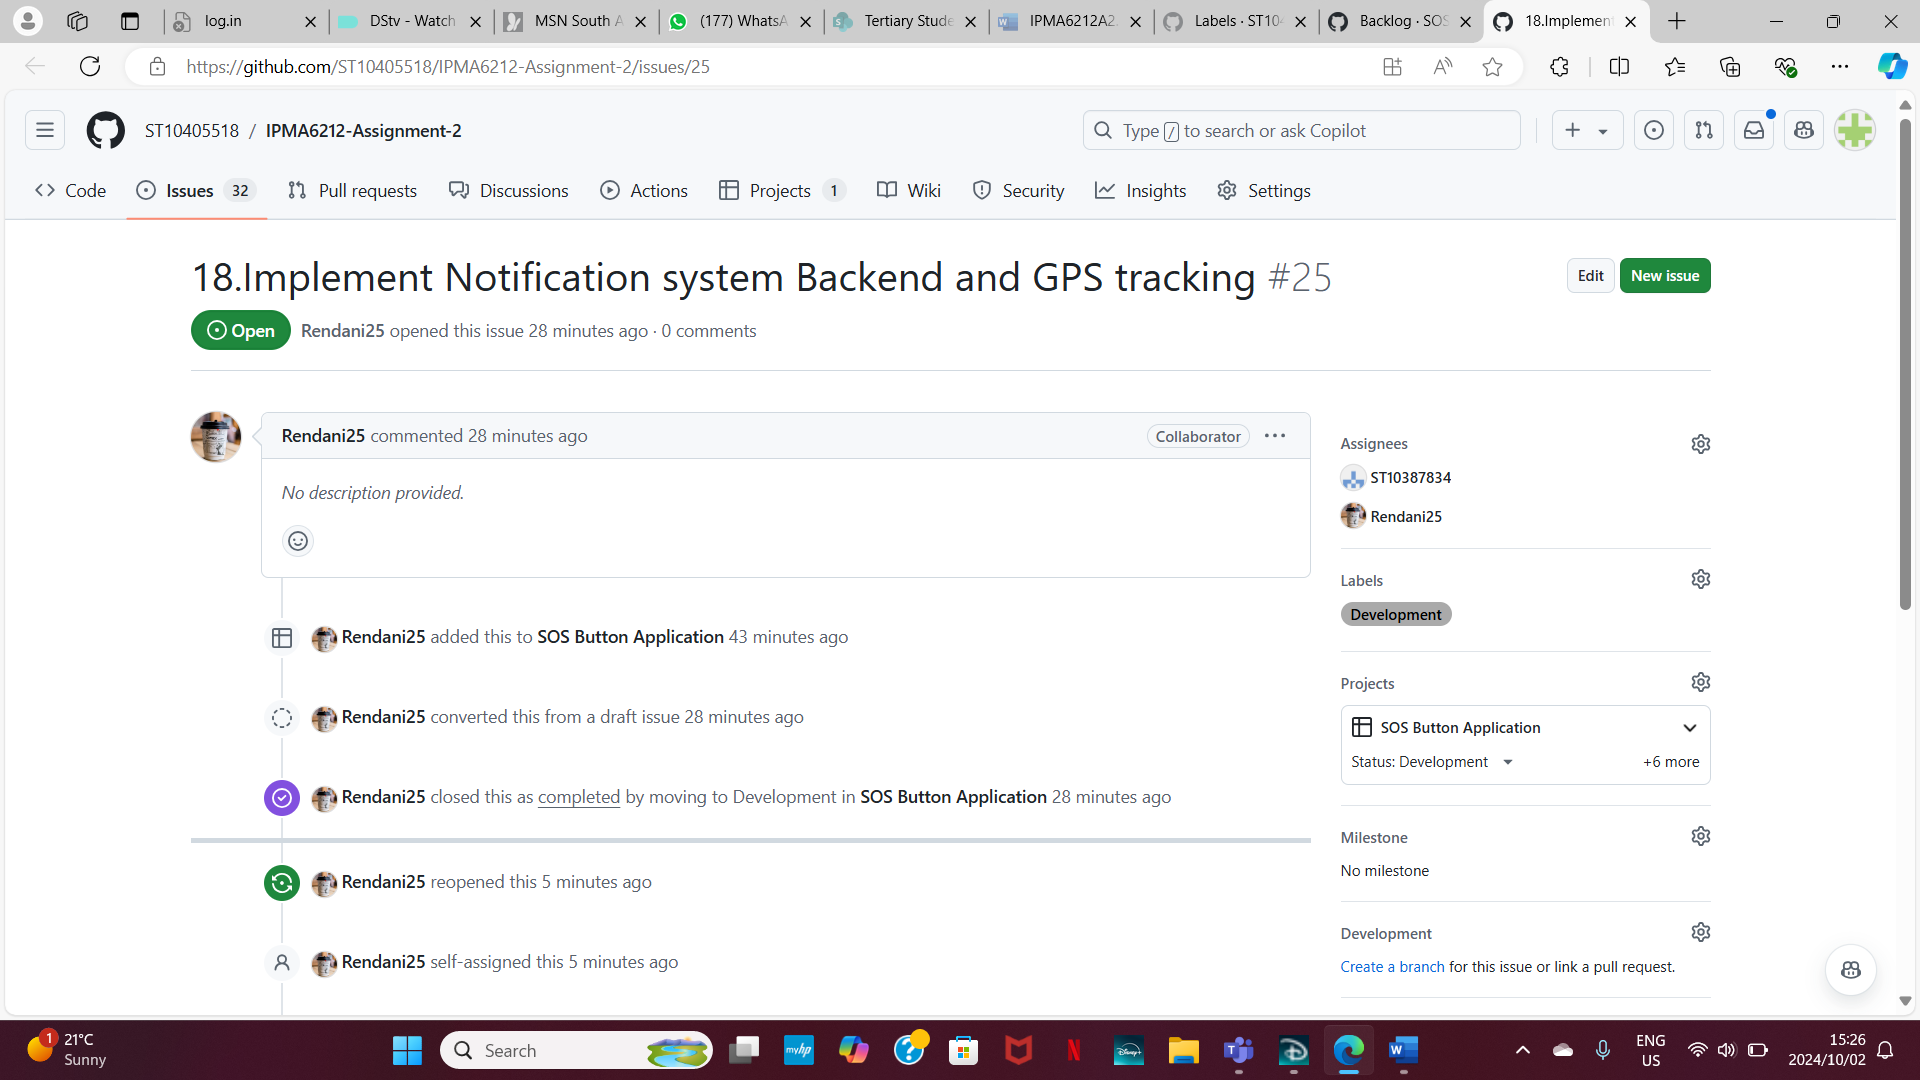 log.in
DStv - Watch
MSN South A
(177) WhatsA
Tertiary Stude
IPMA6212A2.
Labels · ST104
Backlog · SOS
18.Implement
https://github.com/ST10405518/IPMA6212-Assignment-2/issues/25
ST10405518 / IPMA6212-Assignment-2
Type / to search or ask Copilot
Code
Issues 32
Pull requests
Discussions
Actions
Projects 1
Wiki
Security
Insights
Settings
18.Implement Notification system Backend and GPS tracking #25
Edit
New issue
Open
Rendani25 opened this issue 28 minutes ago · 0 comments
Rendani25 commented 28 minutes ago
Collaborator
No description provided.
Rendani25 added this to SOS Button Application 43 minutes ago
Rendani25 converted this from a draft issue 28 minutes ago
Rendani25 closed this as completed by moving to Development in SOS Button Application 28 minutes ago
Rendani25 reopened this 5 minutes ago
Rendani25 self-assigned this 5 minutes ago
Assignees
ST10387834
Rendani25
Labels
Development
Projects
SOS Button Application
Status: Development
+6 more
Milestone
No milestone
Development
Create a branch for this issue or link a pull request.
1
21°C
Sunny
Search
myhp
Disney+
ENG
US
15:26
2024/10/02